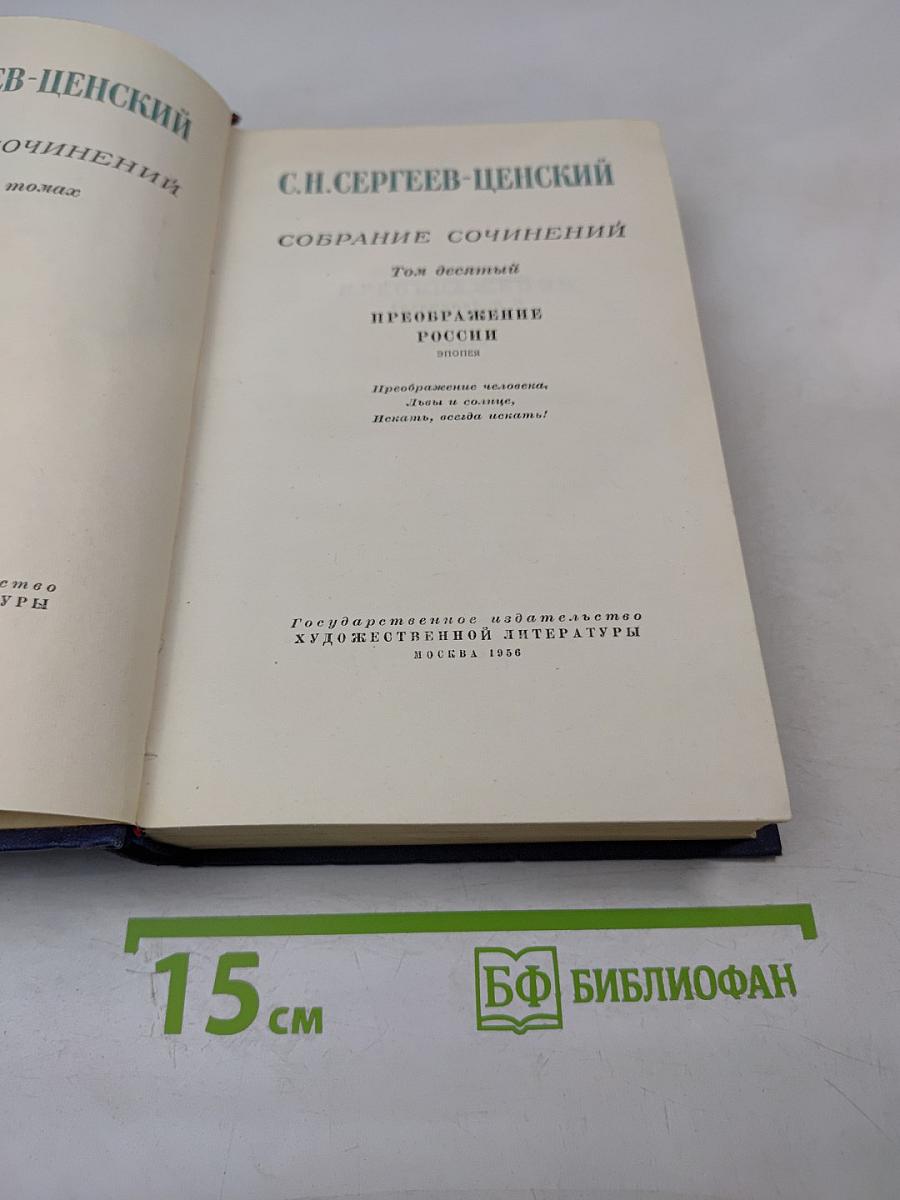 ЕВ-ЦЕНСКИЙ
СОЧИНЕНИЙ
томах
ство
УРЫ
С.Н.СЕРГЕЕВ-ЦЕНСКИЙ
СОБРАНИЕ СОЧИНЕНИЙ
Том десятый
ПРЕОБРАЖЕНИЕ
РОССИИ
ЭПОПЕЯ
Преображение человека,
Львы и солнце,
Искать, всегда искать!
Государственное издательство
ХУДОЖЕСТВЕННОЙ ЛИТЕРАТУРЫ
МОСКВА 1956
15 см
БФ БИБЛИОФАН